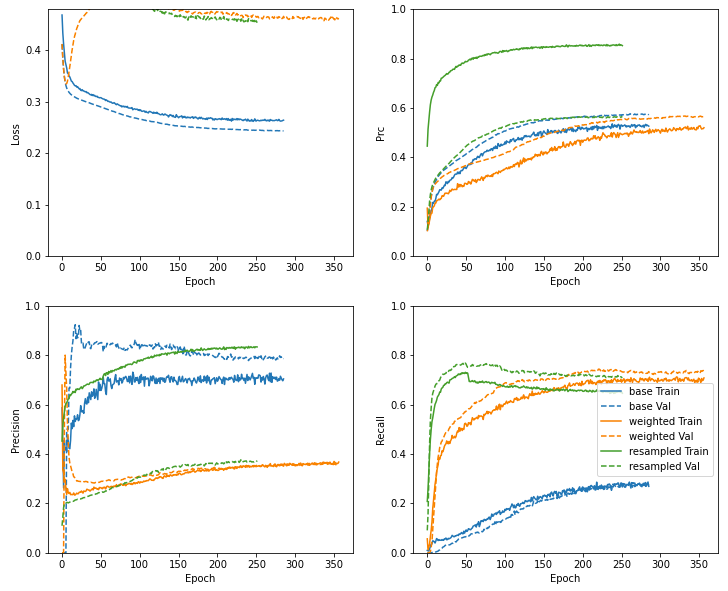 0.4
0.3
0.2
0.1
0.0
Loss
0 50 100 150 200 250 300 350
Epoch
1.0
0.8
0.6
0.4
0.2
0.0
Prc
0 50 100 150 200 250 300 350
Epoch
1.0
0.8
0.6
0.4
0.2
0.0
Precision
0 50 100 150 200 250 300 350
Epoch
1.0
0.8
0.6
0.4
0.2
0.0
Recall
base Train
base Val
weighted Train
weighted Val
resampled Train
resampled Val
0 50 100 150 200 250 300 350
Epoch